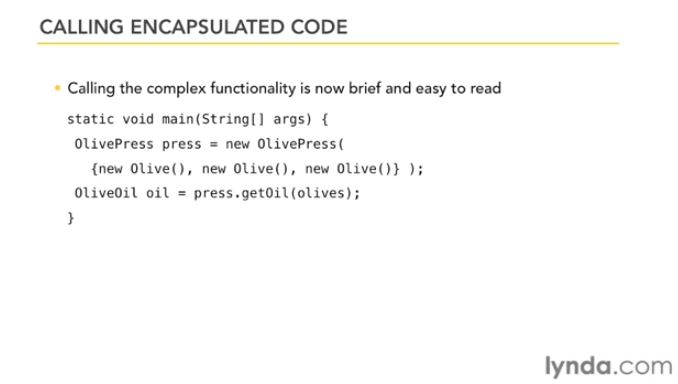 CALLING ENCAPSULATED CODE
• Calling the complex functionality is now brief and easy to read
static void main(String[] args) {
 OlivePress press = new OlivePress(
   {new Olive(), new Olive(), new Olive()} );
 OliveOil oil = press.getOil(olives);
}
lynda.com